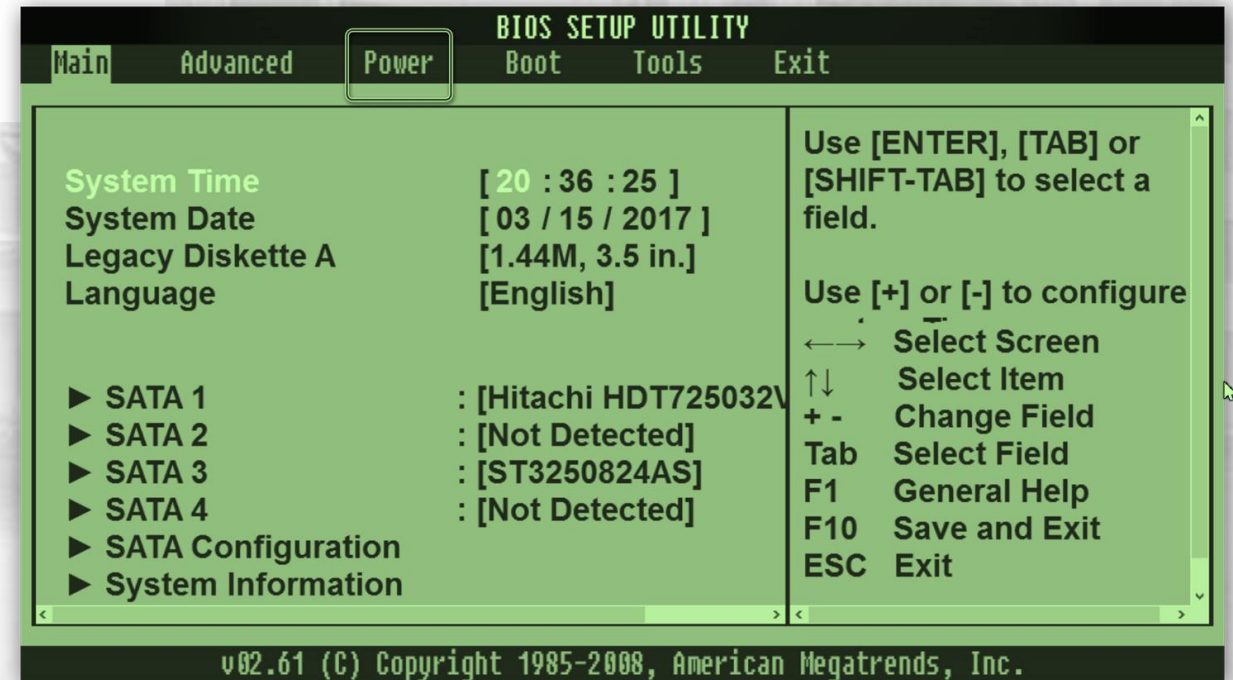 BIOS SETUP UTILITY
Main Advanced Power Boot Tools Exit
System Time [ 20 : 36 : 25 ]
System Date [ 03 / 15 / 2017 ]
Legacy Diskette A [1.44M, 3.5 in.]
Language [English]
► SATA 1 : [Hitachi HDT725032V
► SATA 2 : [Not Detected]
► SATA 3 : [ST3250824AS]
► SATA 4 : [Not Detected]
► SATA Configuration
► System Information
Use [ENTER], [TAB] or
[SHIFT-TAB] to select a
field.
Use [+] or [-] to configure
←→ Select Screen
↑↓ Select Item
+ - Change Field
Tab Select Field
F1 General Help
F10 Save and Exit
ESC Exit
v02.61 (C) Copyright 1985-2008, American Megatrends, Inc.